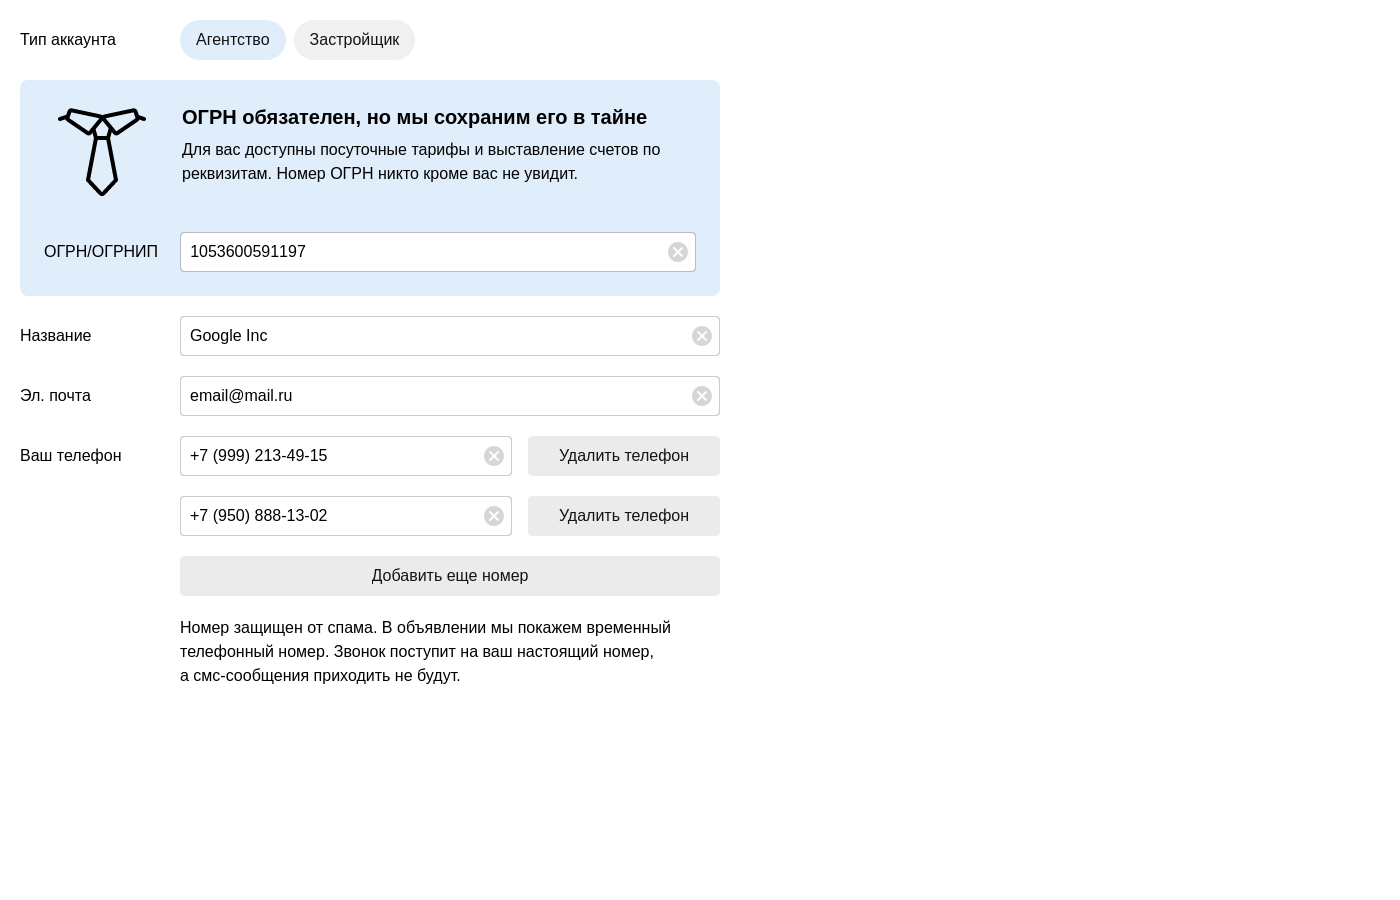 Тип аккаунта
Агентство
Застройщик
ОГРН обязателен, но мы сохраним его в тайне
Для вас доступны посуточные тарифы и выставление счетов по
реквизитам. Номер ОГРН никто кроме вас не увидит.
ОГРН/ОГРНИП
1053600591197
Название
Google Inc
Эл. почта
email@mail.ru
Ваш телефон
+7 (999) 213-49-15
Удалить телефон
+7 (950) 888-13-02
Удалить телефон
Добавить еще номер
Номер защищен от спама. В объявлении мы покажем временный
телефонный номер. Звонок поступит на ваш настоящий номер,
а смс-сообщения приходить не будут.